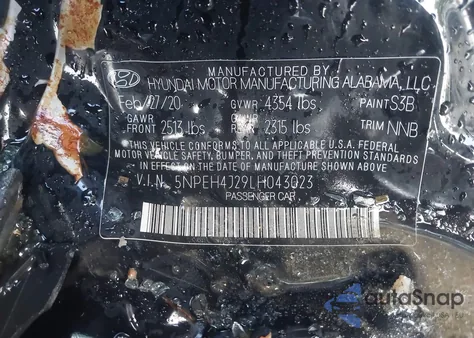 MANUFACTURED BY
HYUNDAI MOTOR MANUFACTURING ALABAMA, LLC
Feb/07/20 GVWR 4354 lbs PAINT S3B
GAWR
FRONT 2513 lbs 2315 lbs TRIM NNB
THIS VEHICLE CONFORMS TO ALL APPLICABLE U.S.A. FEDERAL
MOTOR VEHICLE SAFETY, BUMPER, AND THEFT PREVENTION STANDARDS
IN EFFECT ON THE DATE OF MANUFACTURE SHOWN ABOVE
V.I.N. 5NPEH4J29LH043023
PASSENGER CAR
autoSnap